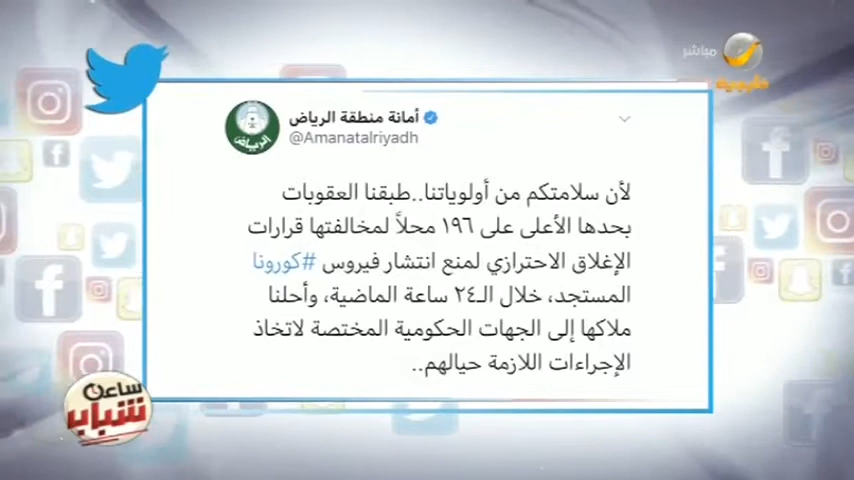 مباشر
خليجية
أمانة منطقة الرياض
@Amanatalriyadh
الرياض
لأن سلامتكم من أولوياتنا..طبقنا العقوبات
بحدها الأعلى على ١٩٦ محلاً لمخالفتها قرارات
الإغلاق الاحترازي لمنع انتشار فيروس #كورونا
المستجد، خلال الـ٢٤ ساعة الماضية، وأحلنا
ملاكها إلى الجهات الحكومية المختصة لاتخاذ
الإجراءات اللازمة حيالهم..
ساعة
شباب